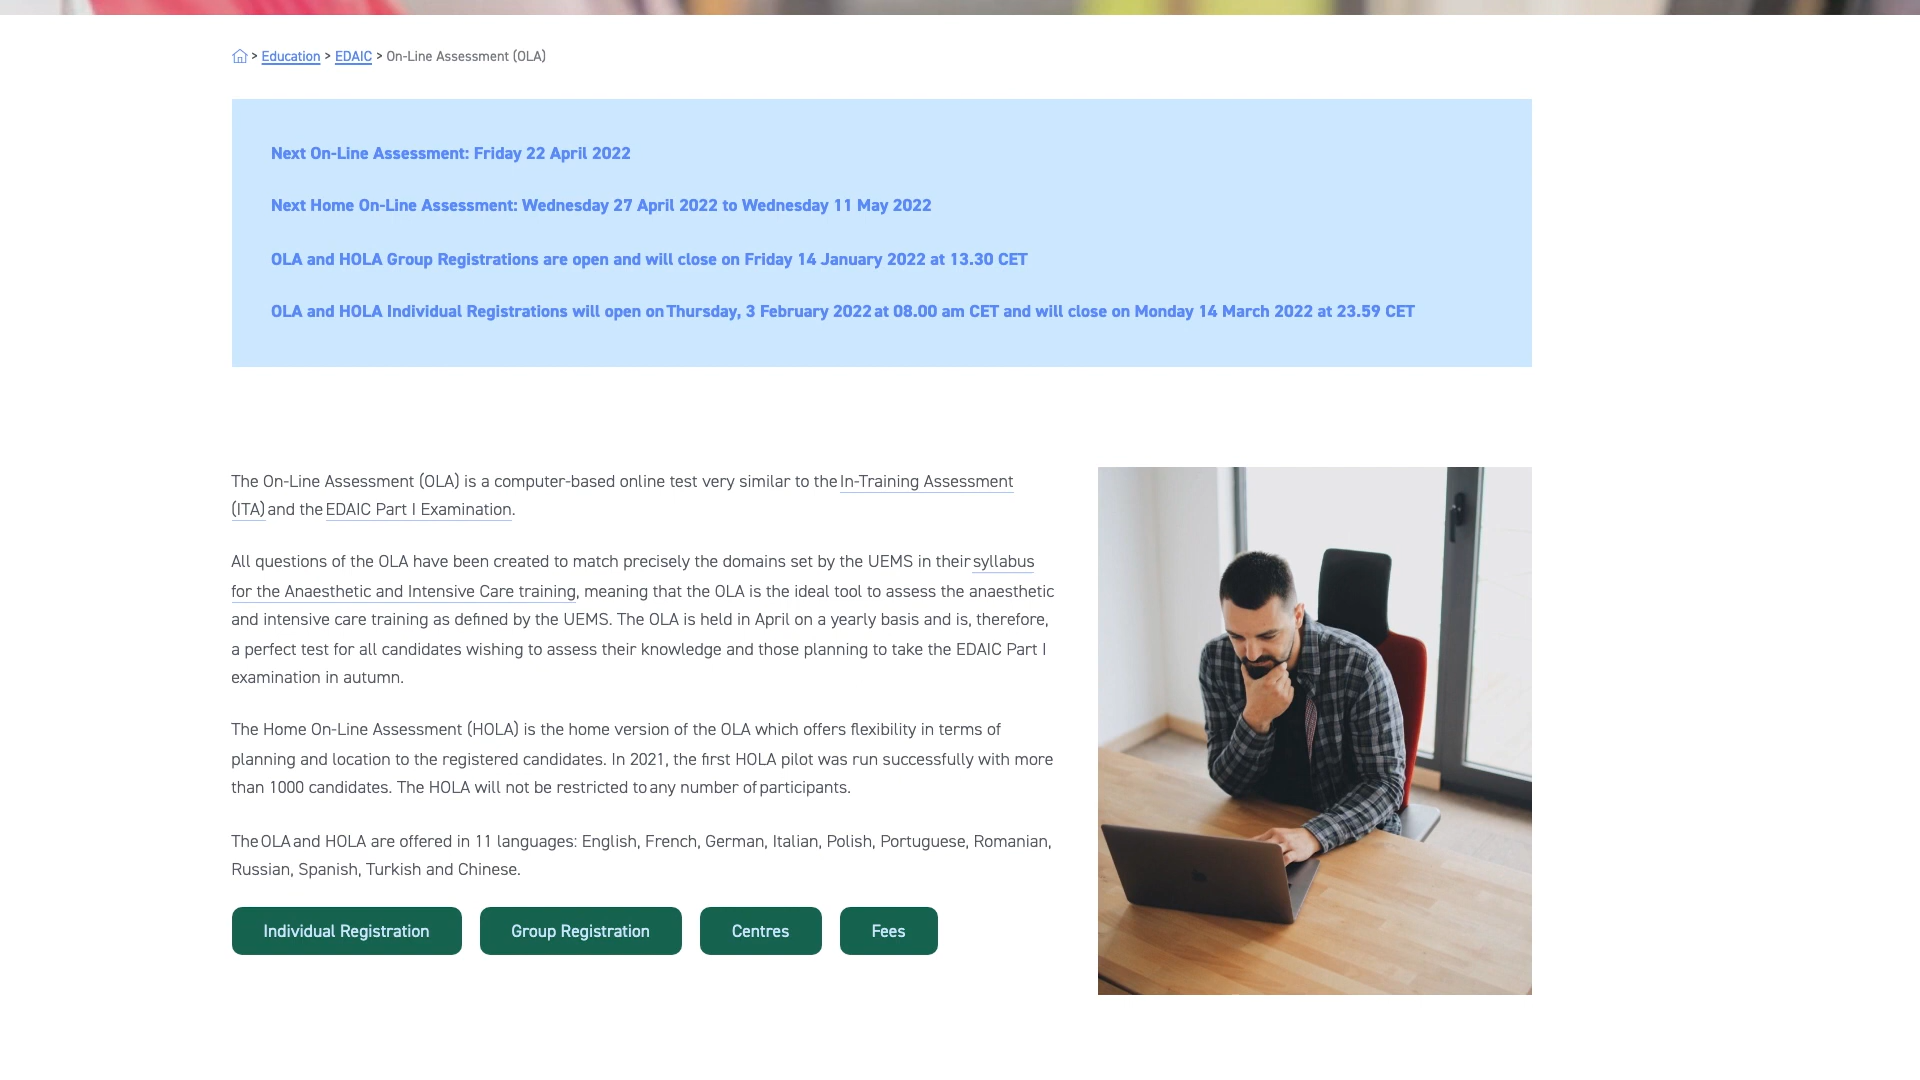 > Education > EDAIC > On-Line Assessment (OLA)
Next On-Line Assessment: Friday 22 April 2022
Next Home On-Line Assessment: Wednesday 27 April 2022 to Wednesday 11 May 2022
OLA and HOLA Group Registrations are open and will close on Friday 14 January 2022 at 13.30 CET
OLA and HOLA Individual Registrations will open on Thursday, 3 February 2022 at 08.00 am CET and will close on Monday 14 March 2022 at 23.59 CET
The On-Line Assessment (OLA) is a computer-based online test very similar to the In-Training Assessment
(ITA) and the EDAIC Part I Examination.
All questions of the OLA have been created to match precisely the domains set by the UEMS in their syllabus
for the Anaesthetic and Intensive Care training, meaning that the OLA is the ideal tool to assess the anaesthetic
and intensive care training as defined by the UEMS. The OLA is held in April on a yearly basis and is, therefore,
a perfect test for all candidates wishing to assess their knowledge and those planning to take the EDAIC Part I
examination in autumn.
The Home On-Line Assessment (HOLA) is the home version of the OLA which offers flexibility in terms of
planning and location to the registered candidates. In 2021, the first HOLA pilot was run successfully with more
than 1000 candidates. The HOLA will not be restricted to any number of participants.
The OLA and HOLA are offered in 11 languages: English, French, German, Italian, Polish, Portuguese, Romanian,
Russian, Spanish, Turkish and Chinese.
Individual Registration Group Registration Centres Fees